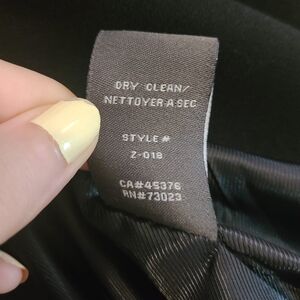 DRY CLEAN/
NETTOYER A SEC
STYLE #
Z-018
CA#45376
RN#73023